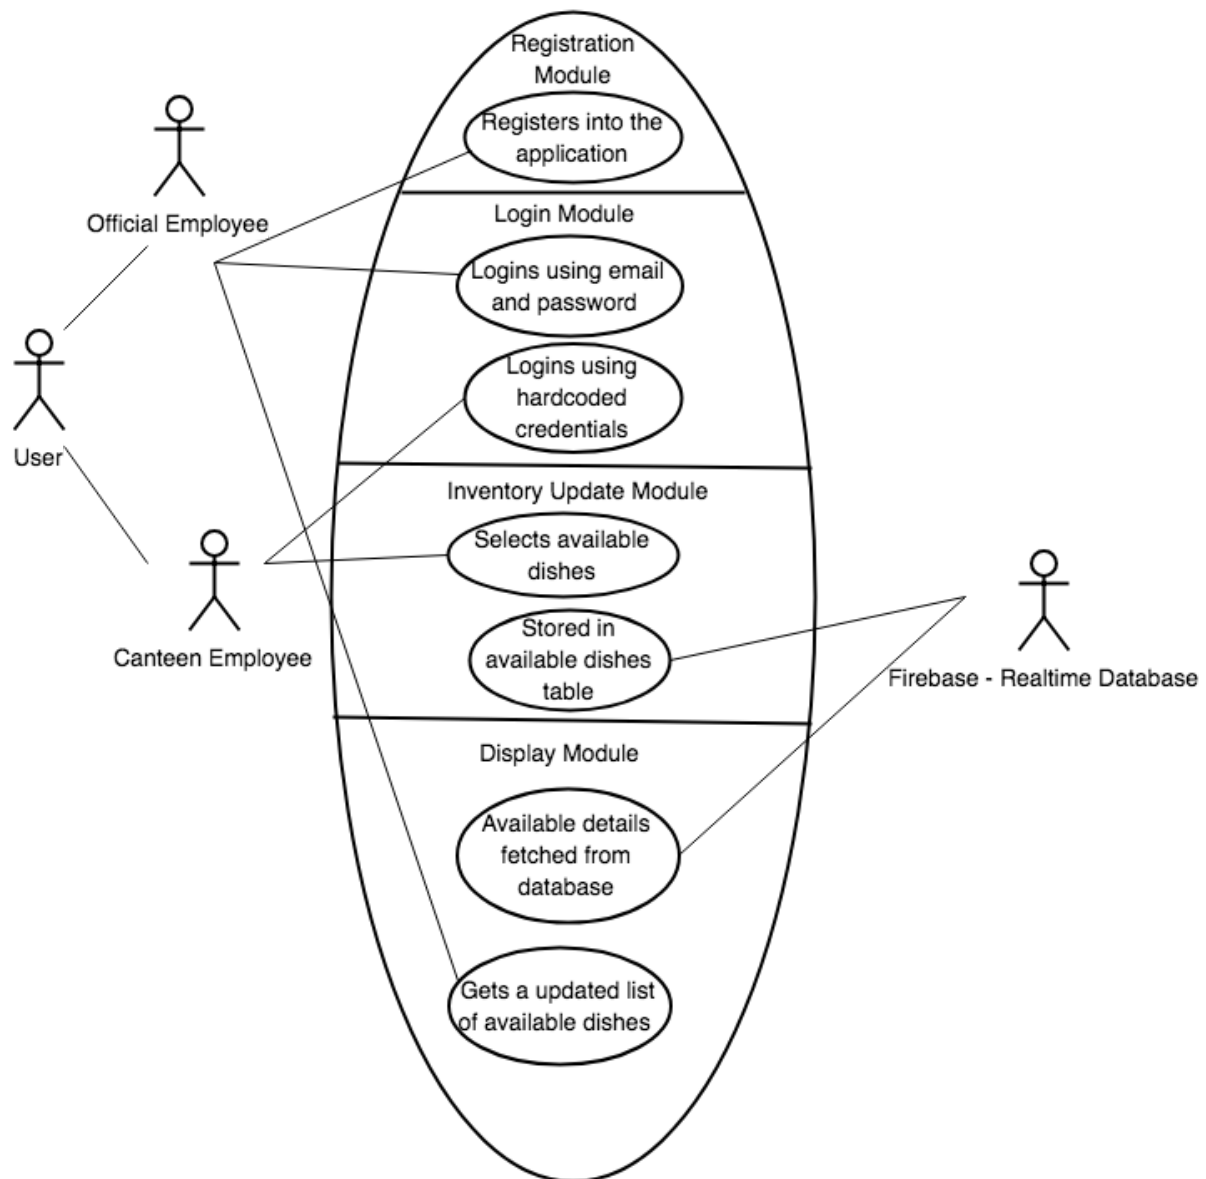 Registration
Module
Registers into the
application
Official Employee
Login Module
Logins using email
and password
Logins using
hardcoded
credentials
User
Inventory Update Module
Selects available
dishes
Stored in
available dishes
table
Canteen Employee
Firebase - Realtime Database
Display Module
Available details
fetched from
database
Gets a updated list
of available dishes